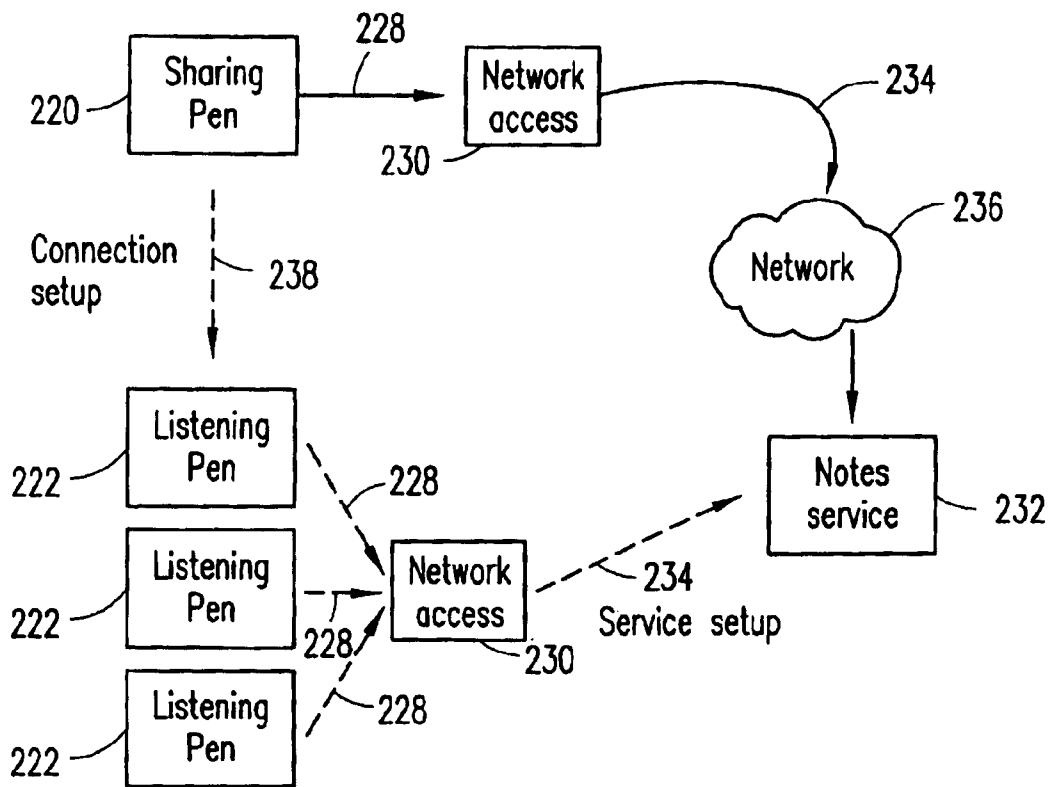 228
Sharing
Pen
220
Network
access
230
234
236
Network
Connection
setup
238
Listening
Pen
222
228
Notes
service
232
Listening
Pen
222
228
Network
access
230
234
Service setup
Listening
Pen
222
228